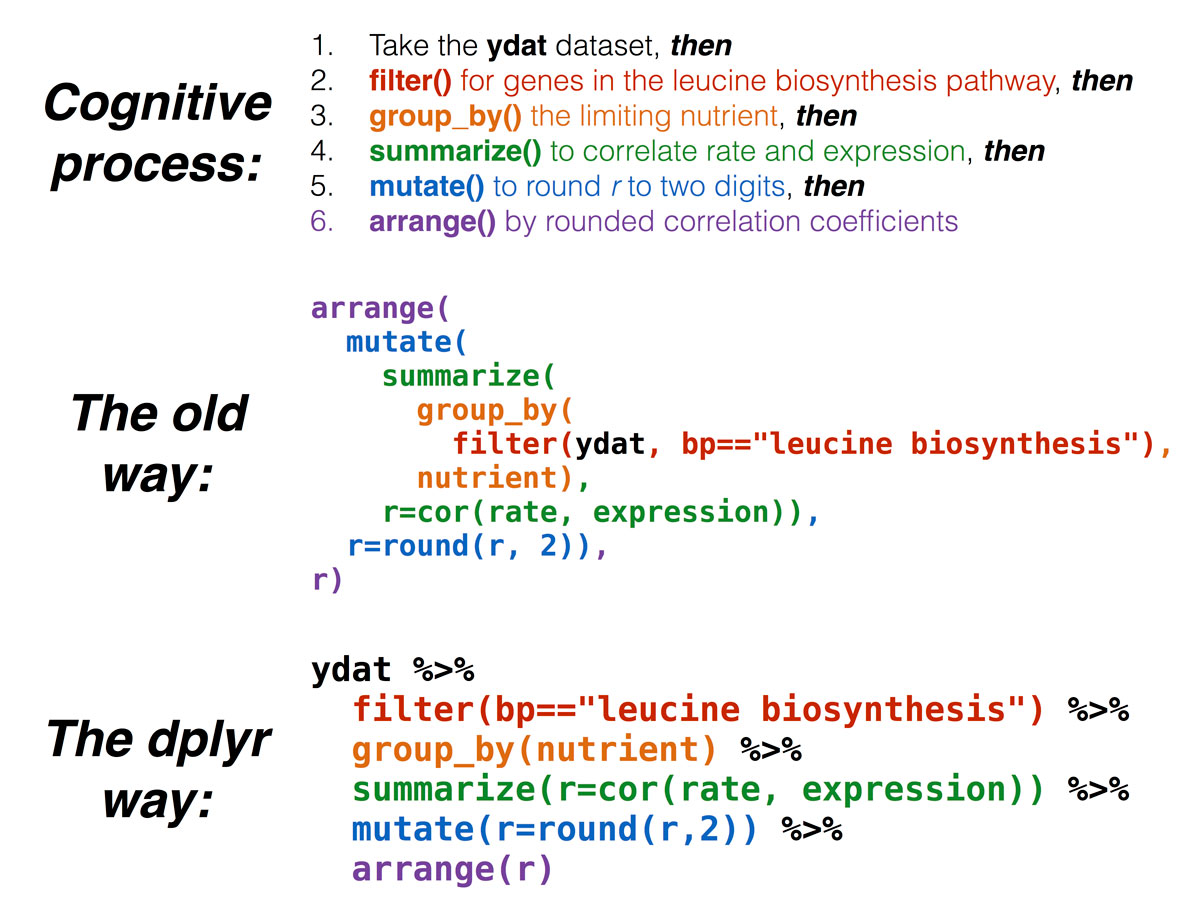 Cognitive process:
1. Take the ydat dataset, then
2. filter() for genes in the leucine biosynthesis pathway, then
3. group_by() the limiting nutrient, then
4. summarize() to correlate rate and expression, then
5. mutate() to round r to two digits, then
6. arrange() by rounded correlation coefficients
The old way:
arrange(
  mutate(
    summarize(
      group_by(
        filter(ydat, bp=="leucine biosynthesis"),
      nutrient),
    r=cor(rate, expression)),
  r=round(r, 2)),
r)
The dplyr way:
ydat %>%
  filter(bp=="leucine biosynthesis") %>%
  group_by(nutrient) %>%
  summarize(r=cor(rate, expression)) %>%
  mutate(r=round(r,2)) %>%
  arrange(r)